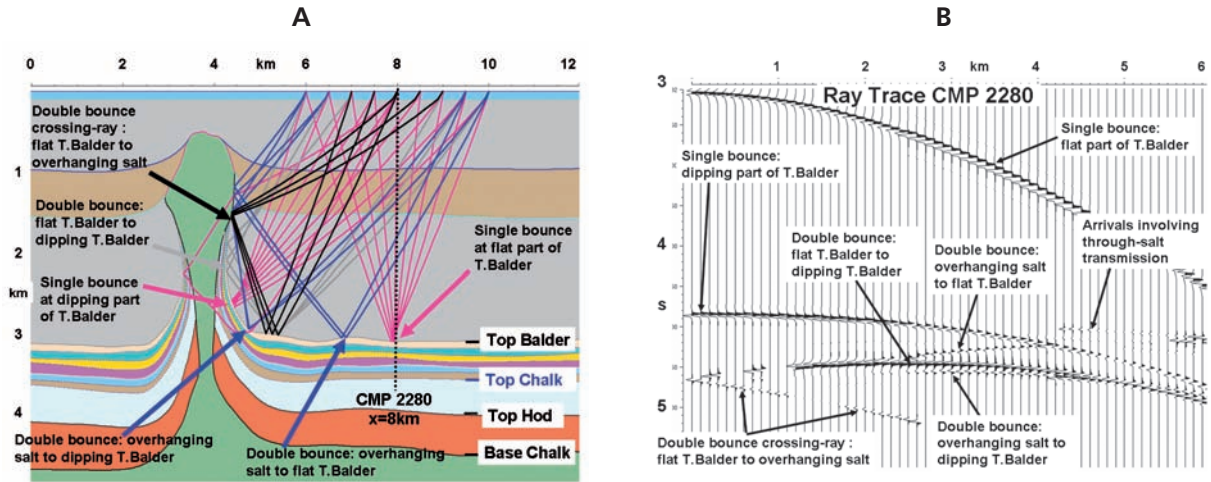 A
0 2 4 km 6 8 10 12
Double bounce
crossing-ray :
flat T.Balder to
overhanging salt
1
Double bounce:
flat T.Balder to
dipping T.Balder
2
km
Single bounce
at dipping part
of T.Balder
Single bounce
at flat part of
T.Balder
3
Top Balder
Top Chalk
CMP 2280
x=8km
4
Top Hod
Double bounce: overhanging
salt to dipping T.Balder
Double bounce: overhanging
salt to flat T.Balder
Base Chalk
B
1 2 3 km 4 5 6
3
Ray Trace CMP 2280
Single bounce:
flat part of T.Balder
Single bounce:
dipping part of T.Balder
Double bounce:
flat T.Balder to
dipping T.Balder
Double bounce:
overhanging salt
to flat T.Balder
Arrivals involving
through-salt
transmission
4
s
5
Double bounce crossing-ray :
flat T.Balder to overhanging salt
Double bounce:
overhanging salt to
dipping T.Balder